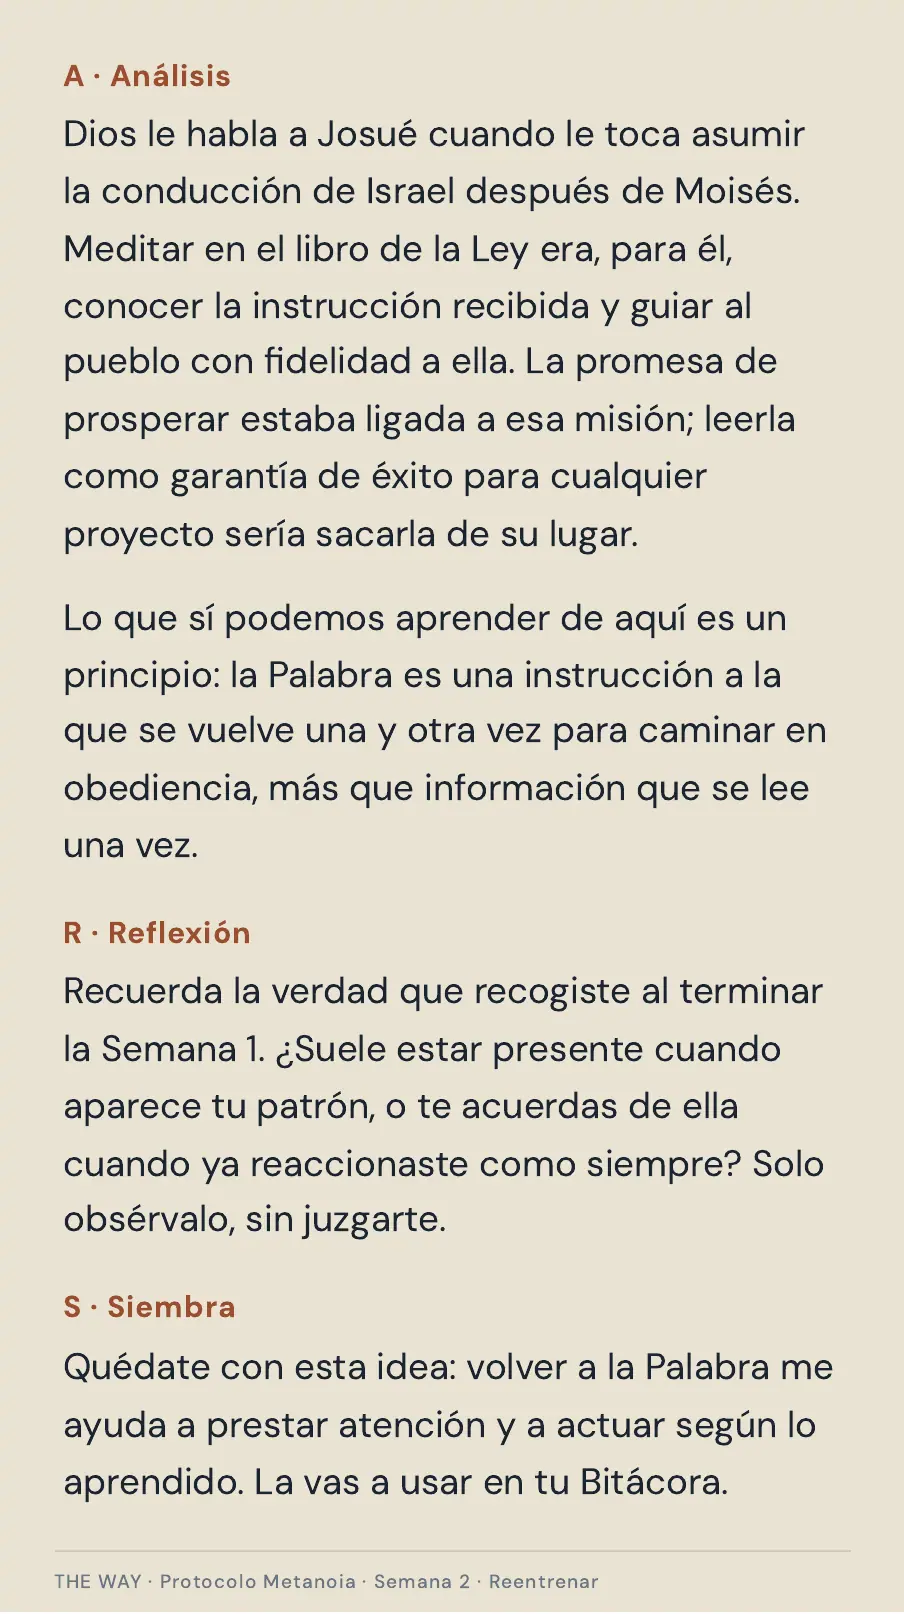 A · Análisis
Dios le habla a Josué cuando le toca asumir
la conducción de Israel después de Moisés.
Meditar en el libro de la Ley era, para él,
conocer la instrucción recibida y guiar al
pueblo con fidelidad a ella. La promesa de
prosperar estaba ligada a esa misión; leerla
como garantía de éxito para cualquier
proyecto sería sacarla de su lugar.
Lo que sí podemos aprender de aquí es un
principio: la Palabra es una instrucción a la
que se vuelve una y otra vez para caminar en
obediencia, más que información que se lee
una vez.
R · Reflexión
Recuerda la verdad que recogiste al terminar
la Semana 1. ¿Suele estar presente cuando
aparece tu patrón, o te acuerdas de ella
cuando ya reaccionaste como siempre? Solo
obsérvalo, sin juzgarte.
S · Siembra
Quédate con esta idea: volver a la Palabra me
ayuda a prestar atención y a actuar según lo
aprendido. La vas a usar en tu Bitácora.
THE WAY · Protocolo Metanoia · Semana 2 · Reentrenar